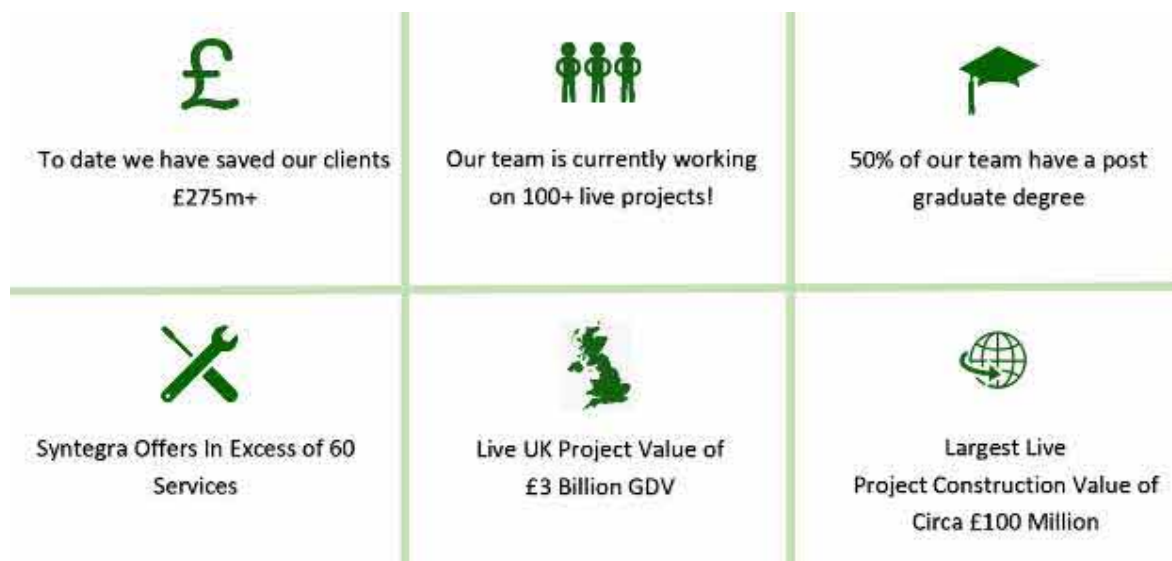 To date we have saved our clients
£275m+
Our team is currently working
on 100+ live projects!
50% of our team have a post
graduate degree
Syntegra Offers In Excess of 60
Services
Live UK Project Value of
£3 Billion GDV
Largest Live
Project Construction Value of
Circa £100 Million